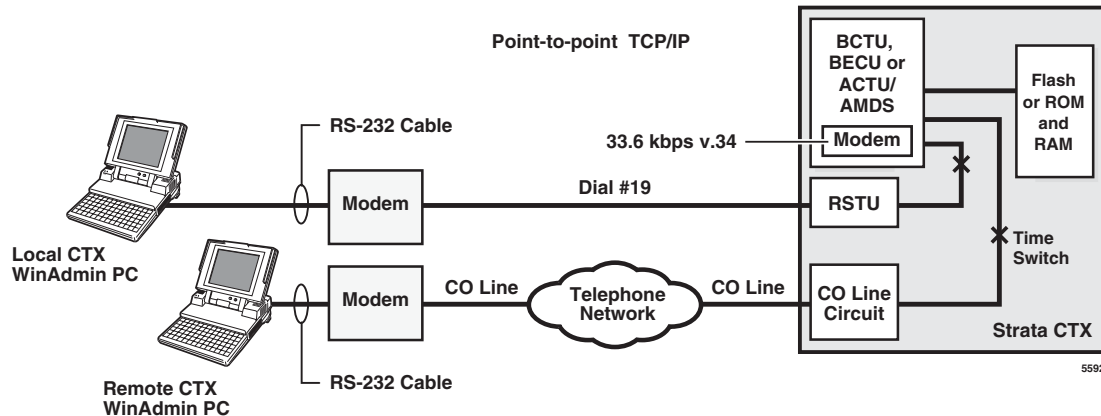 Point-to-point TCP/IP
BCTU,
BECU or
ACTU/
AMDS
Flash
or ROM
and
RAM
RS-232 Cable
33.6 kbps v.34
Modem
Modem
Dial #19
RSTU
Local CTX
WinAdmin PC
Time
Switch
Modem
CO Line
Telephone
Network
CO Line
CO Line
Circuit
Strata CTX
RS-232 Cable
Remote CTX
WinAdmin PC
5592